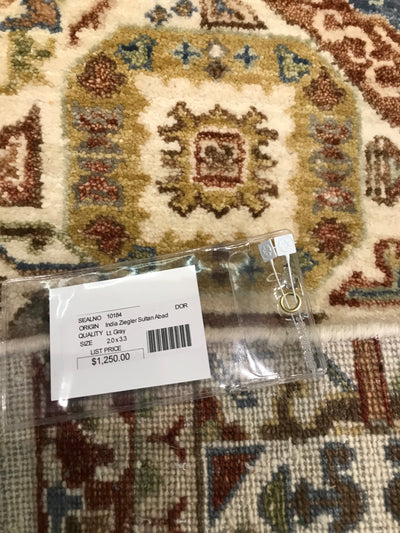 DOR
SEALNO 10184
ORIGIN India Ziegler Sultan Abad
QUALITY Lt. Gray
SIZE 2.0 x 3.3
LIST PRICE
$1,250.00